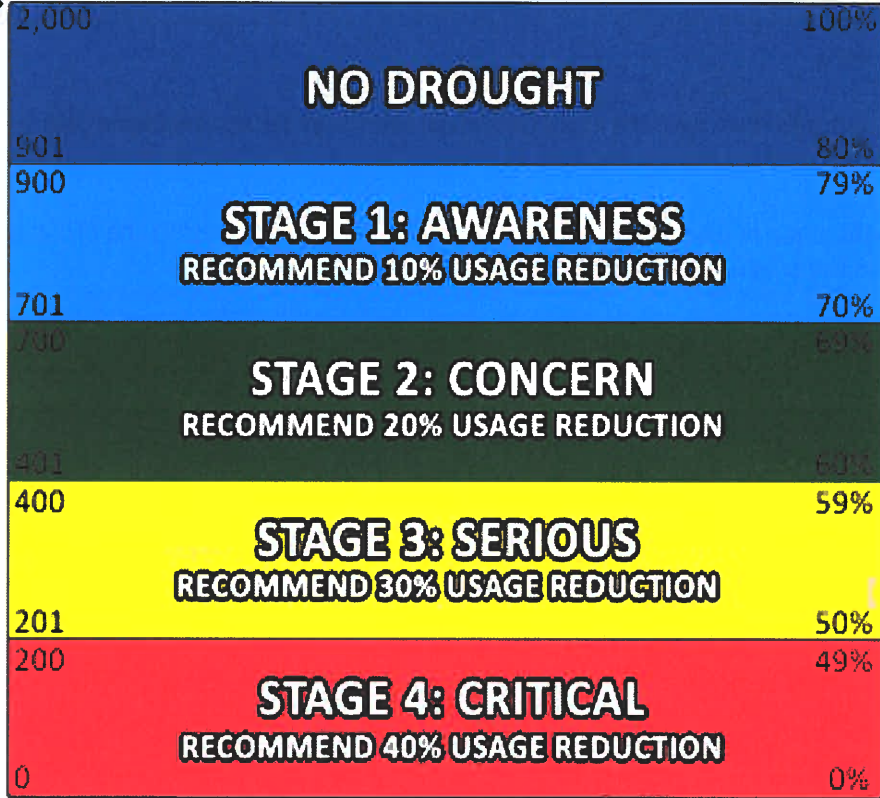 2,000 100%
NO DROUGHT
901 80%
900 79%
STAGE 1: AWARENESS
RECOMMEND 10% USAGE REDUCTION
701 70%
700 69%
STAGE 2: CONCERN
RECOMMEND 20% USAGE REDUCTION
401 60%
400 59%
STAGE 3: SERIOUS
RECOMMEND 30% USAGE REDUCTION
201 50%
200 49%
STAGE 4: CRITICAL
RECOMMEND 40% USAGE REDUCTION
0 0%